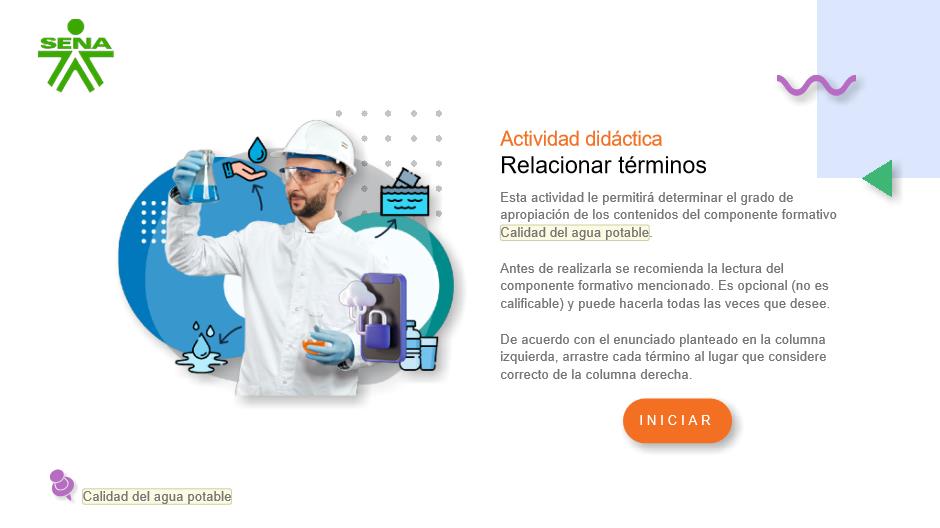 SENA
Actividad didáctica
Relacionar términos
Esta actividad le permitirá determinar el grado de
apropiación de los contenidos del componente formativo
Calidad del agua potable.
Antes de realizarla se recomienda la lectura del
componente formativo mencionado. Es opcional (no es
calificable) y puede hacerla todas las veces que desee.
De acuerdo con el enunciado planteado en la columna
izquierda, arrastre cada término al lugar que considere
correcto de la columna derecha.
INICIAR
Calidad del agua potable